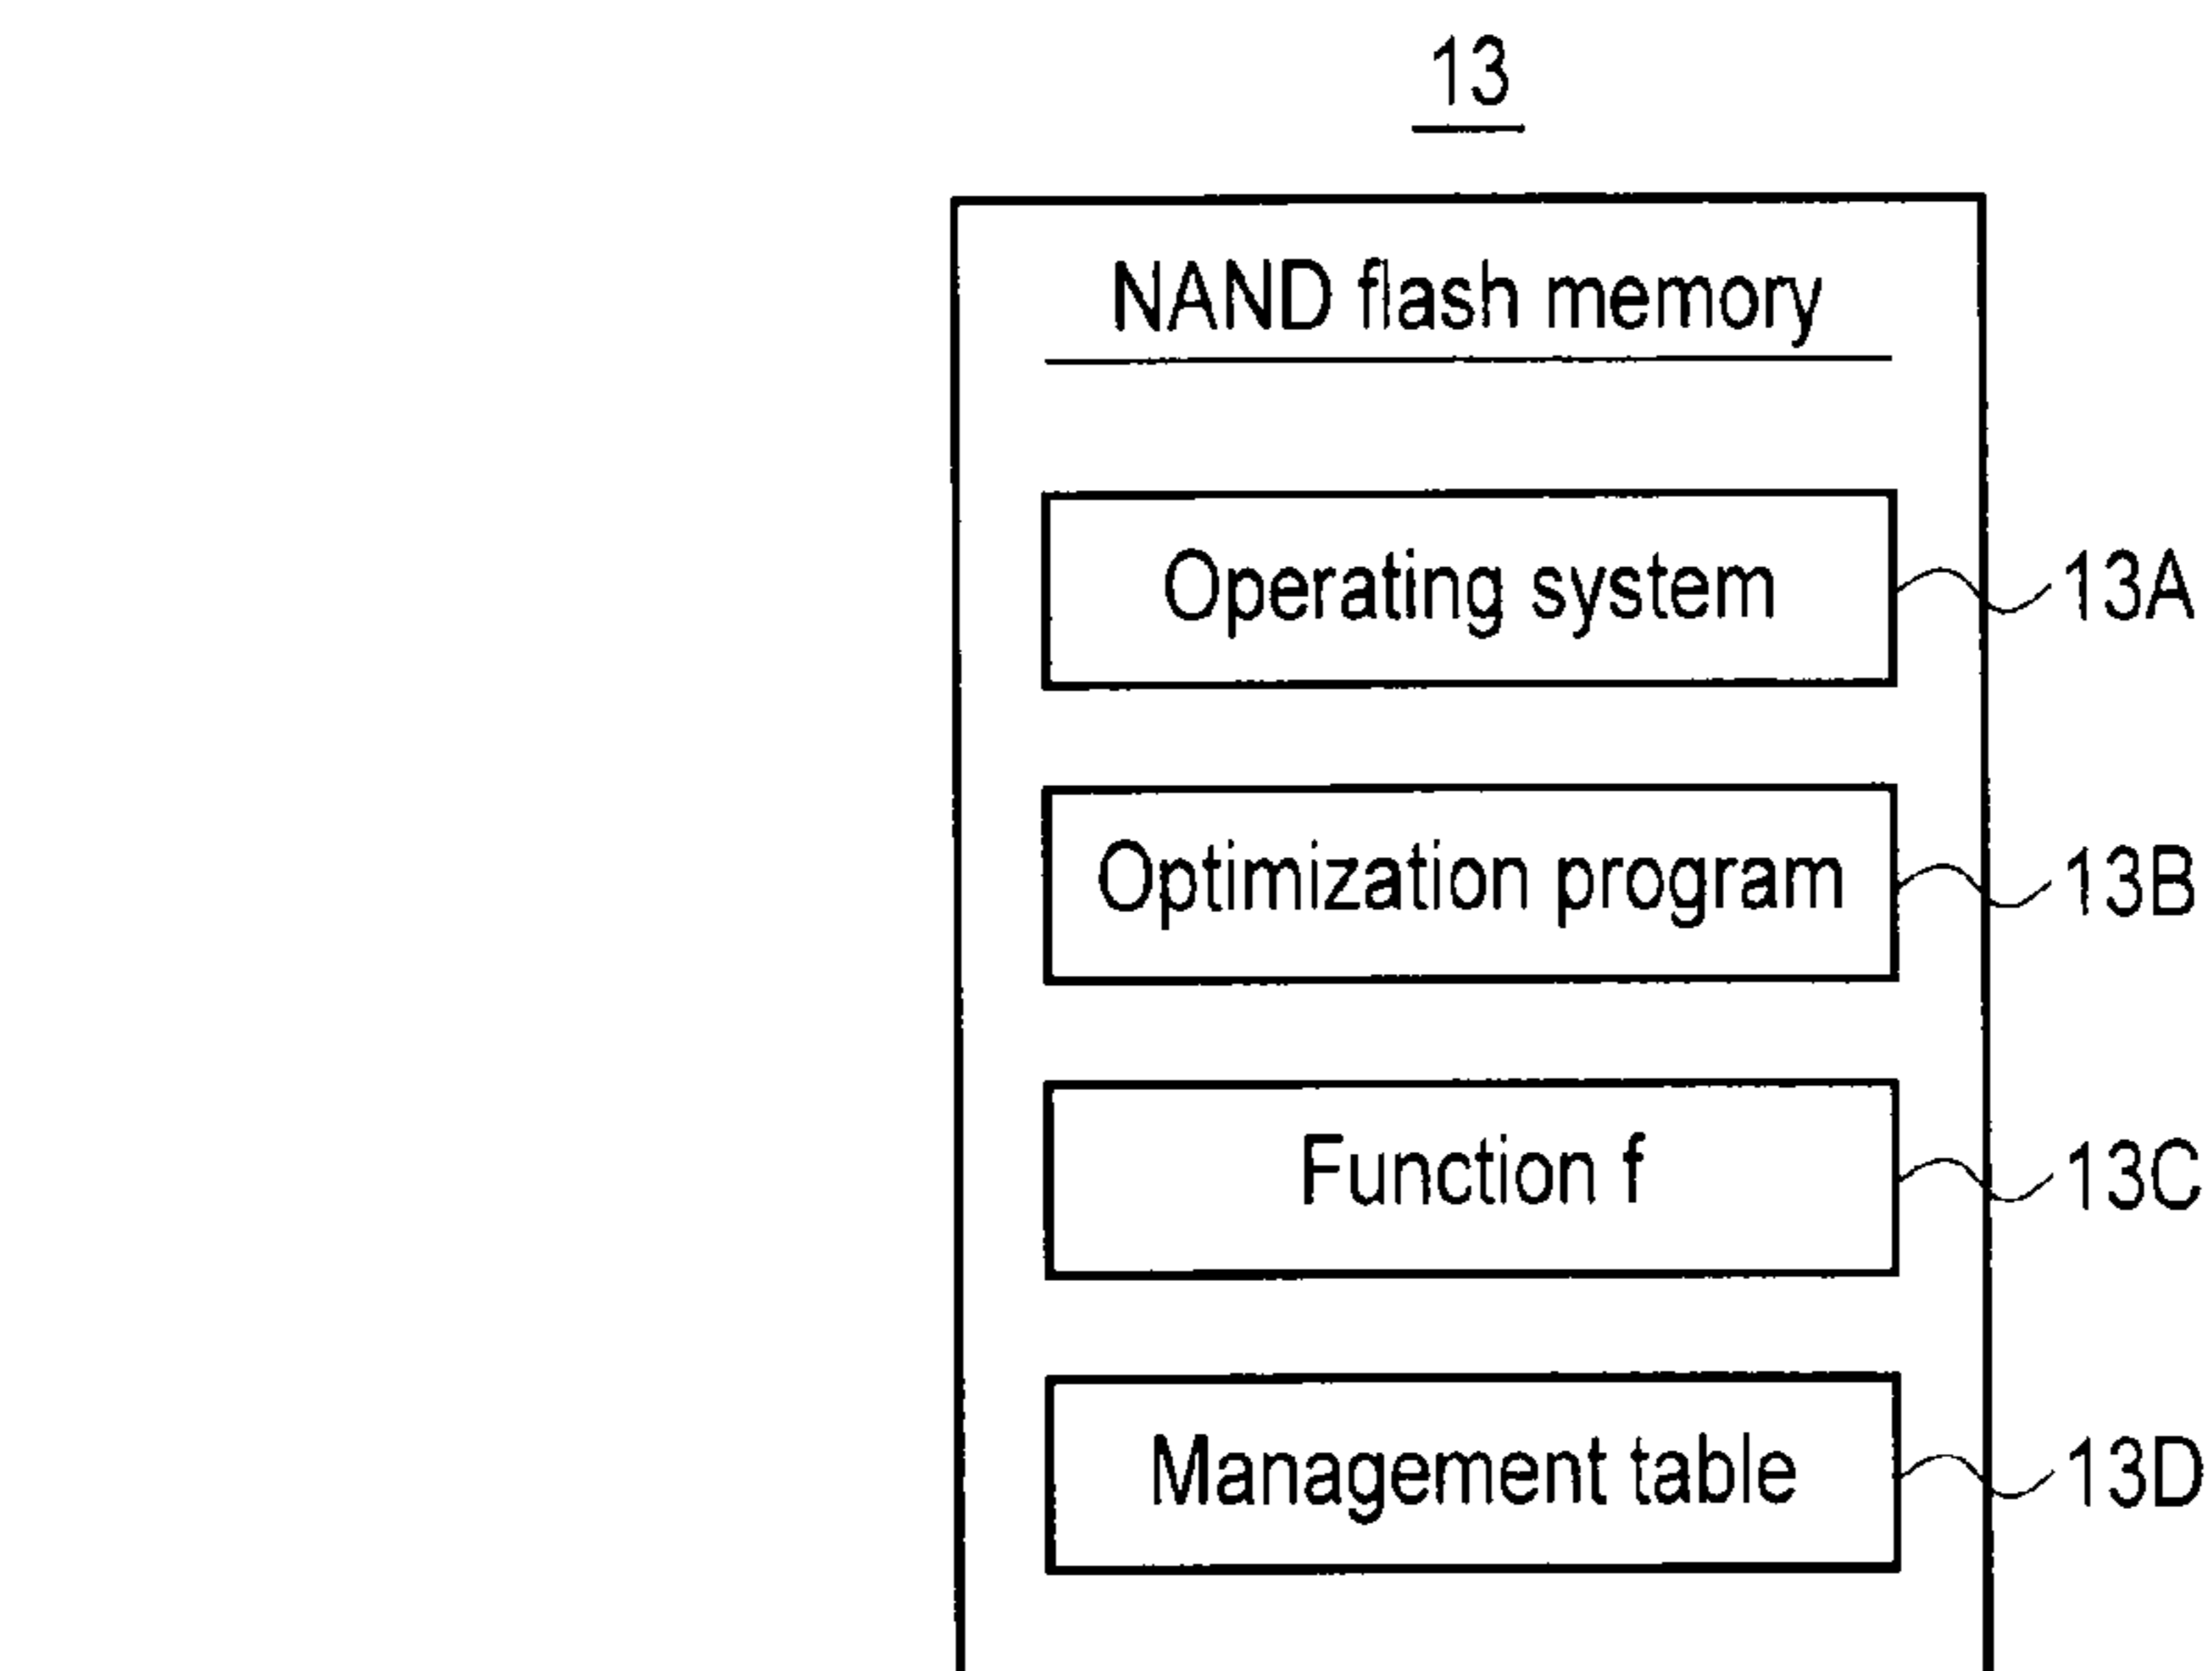 13
NAND flash memory
Operating system 13A
Optimization program 13B
Function f 13C
Management table 13D